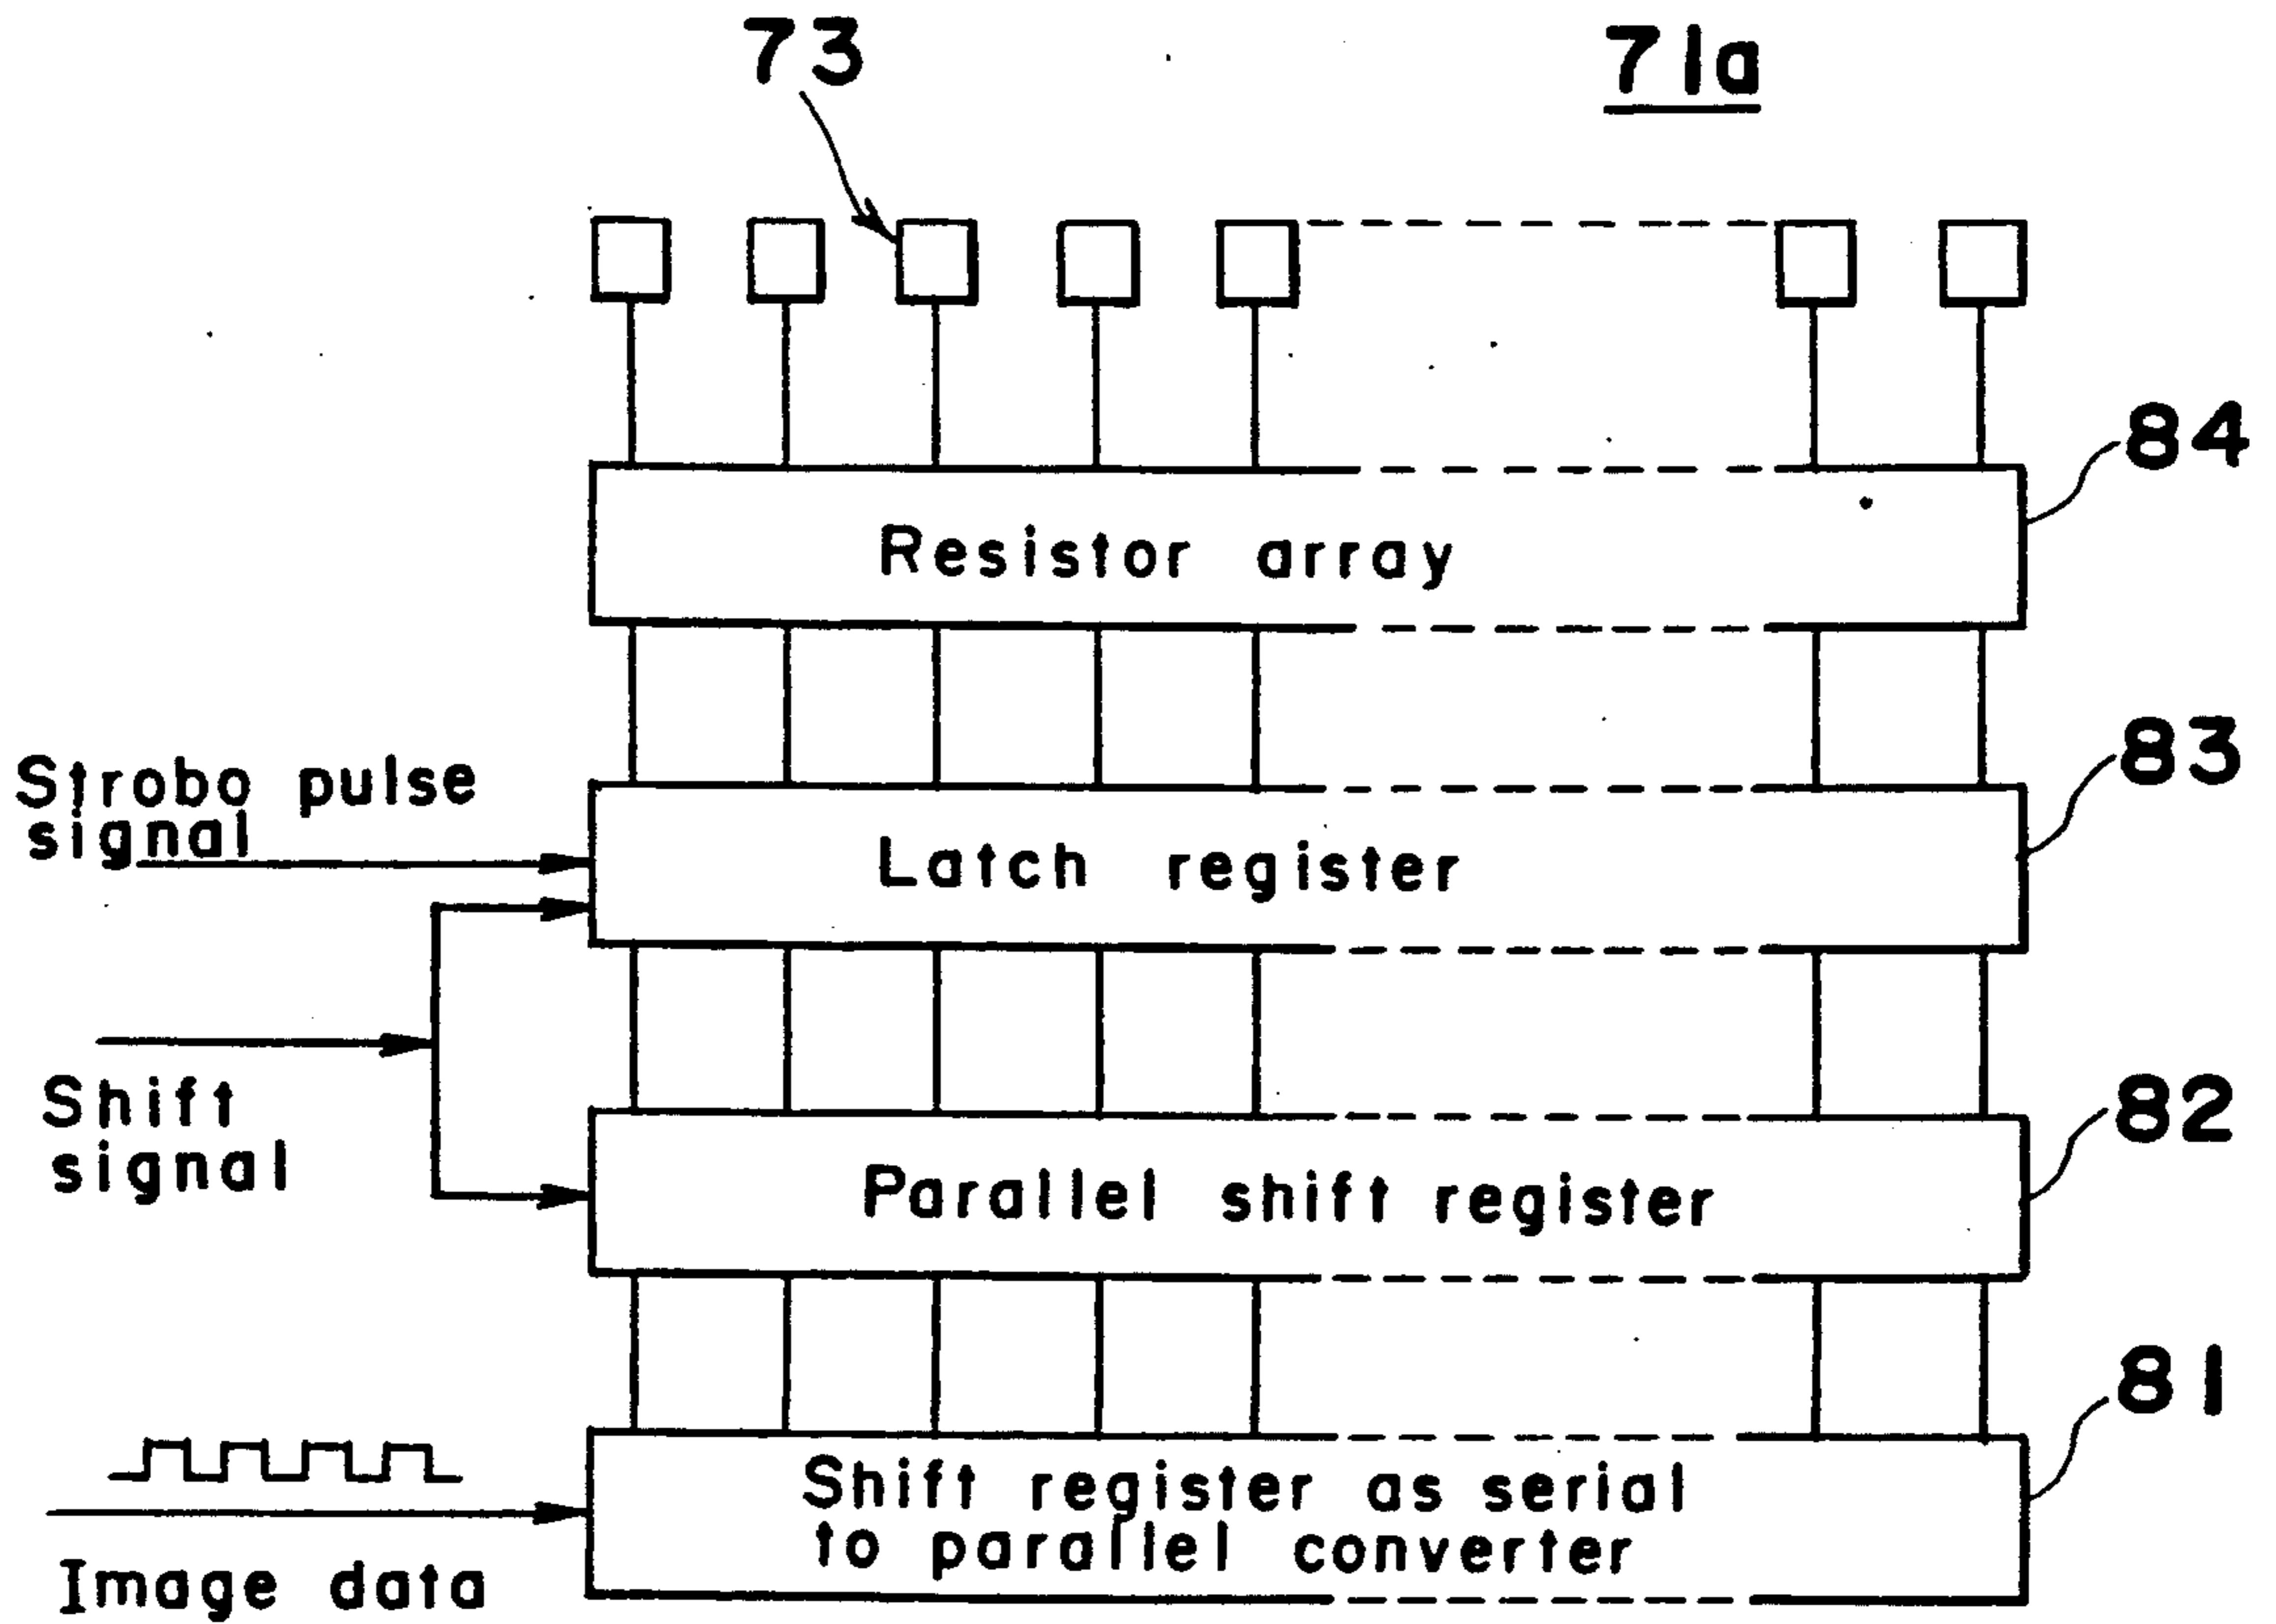 73
71a
84
Resistor array
83
Strobo pulse
signal
Latch register
Shift
signal
82
Parallel shift register
81
Shift register as serial
to parallel converter
Image data